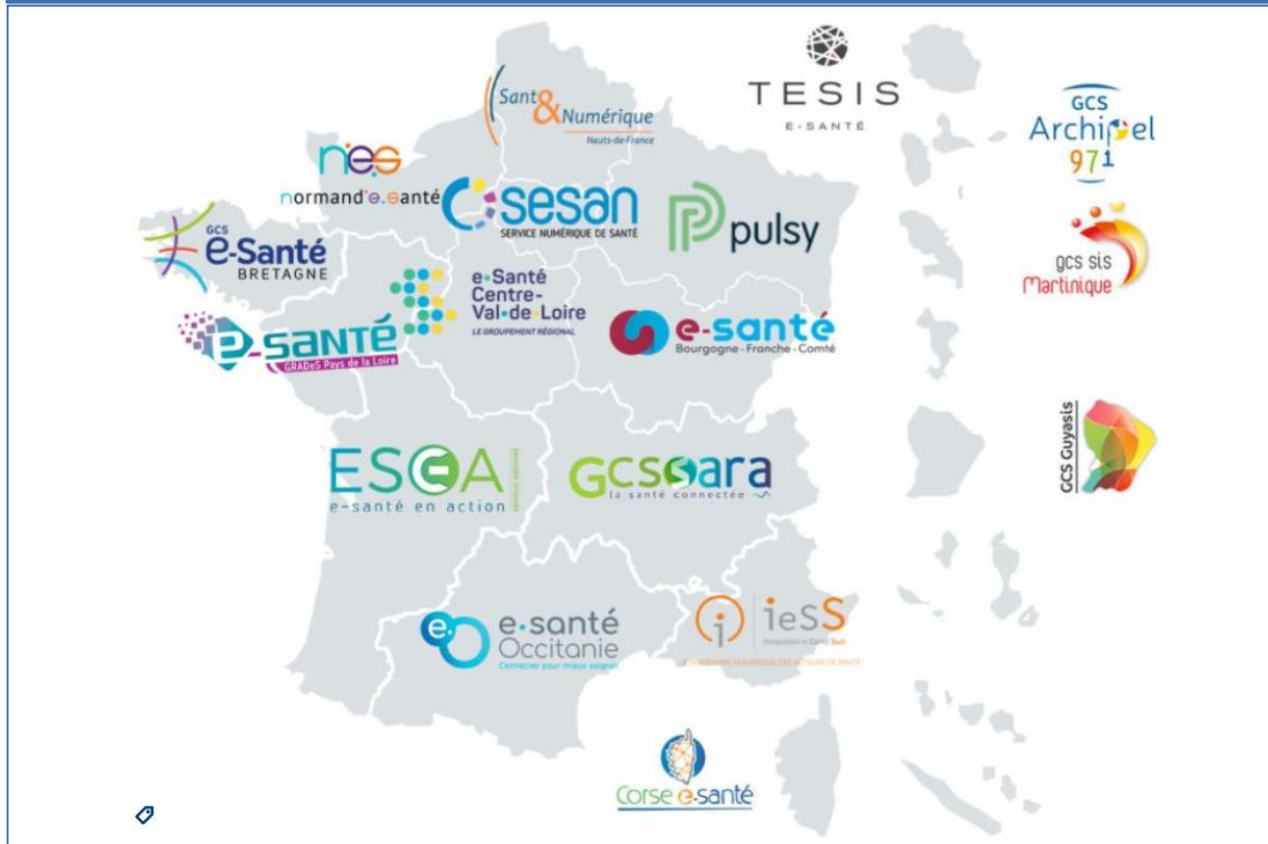 TESIS
E-SANTÉ
GCS
Archipel
971
Sant&Numérique
Hauts-de-France
nes
normand'e.santé
sesan
SERVICE NUMÉRIQUE DE SANTÉ
pulsy
gcs sis
Martinique
GCS
e-Santé
BRETAGNE
e•Santé
Centre-
Val•de•Loire
LE GROUPEMENT RÉGIONAL
e-santé
GRADeS Pays de la Loire
e-santé
Bourgogne - Franche - Comté
GCS Guyasis
ESEA
e-santé en action
GCSSara
la santé connectée
e•santé
Occitanie
Connecter pour mieux soigner
i
ieSS
Innovation e-Santé Sud
Corse e-santé